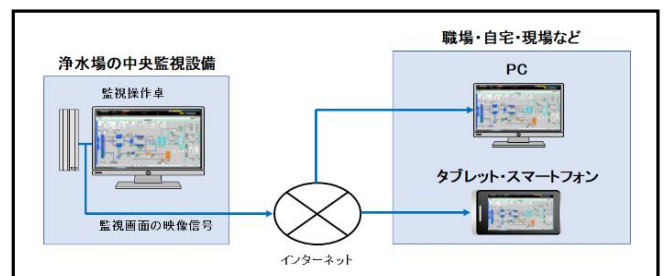 職場・自宅・現場など
浄水場の中央監視設備
PC
監視操作卓
タブレット・スマートフォン
監視画面の映像信号
インターネット